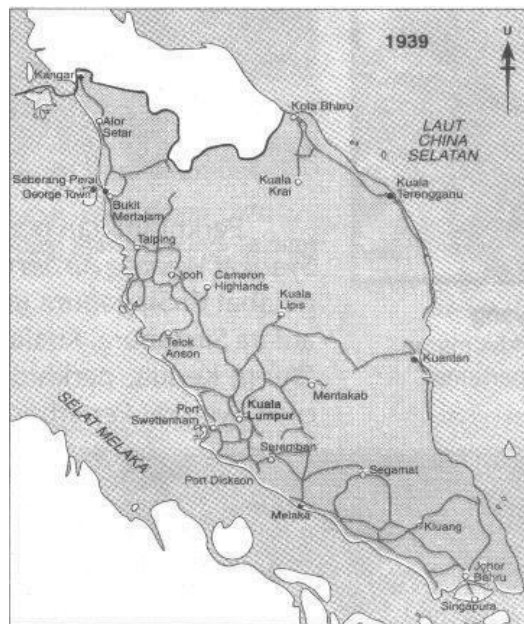 1939
U
Kangar
Alor
Setar
Kota Bharu
LAUT
CHINA
SELATAN
Seberang Perai
George Town
Bukit
Mertajam
Kuala
Krai
Kuala
Terengganu
Taiping
Ipoh
Cameron
Highlands
Kuala
Lipis
Telok
Anson
Kuantan
Mentakab
SELAT MELAKA
Port
Swettenham
Kuala
Lumpur
Seremban
Port Dickson
Segamat
Melaka
Kluang
Johor
Bahru
Singapura